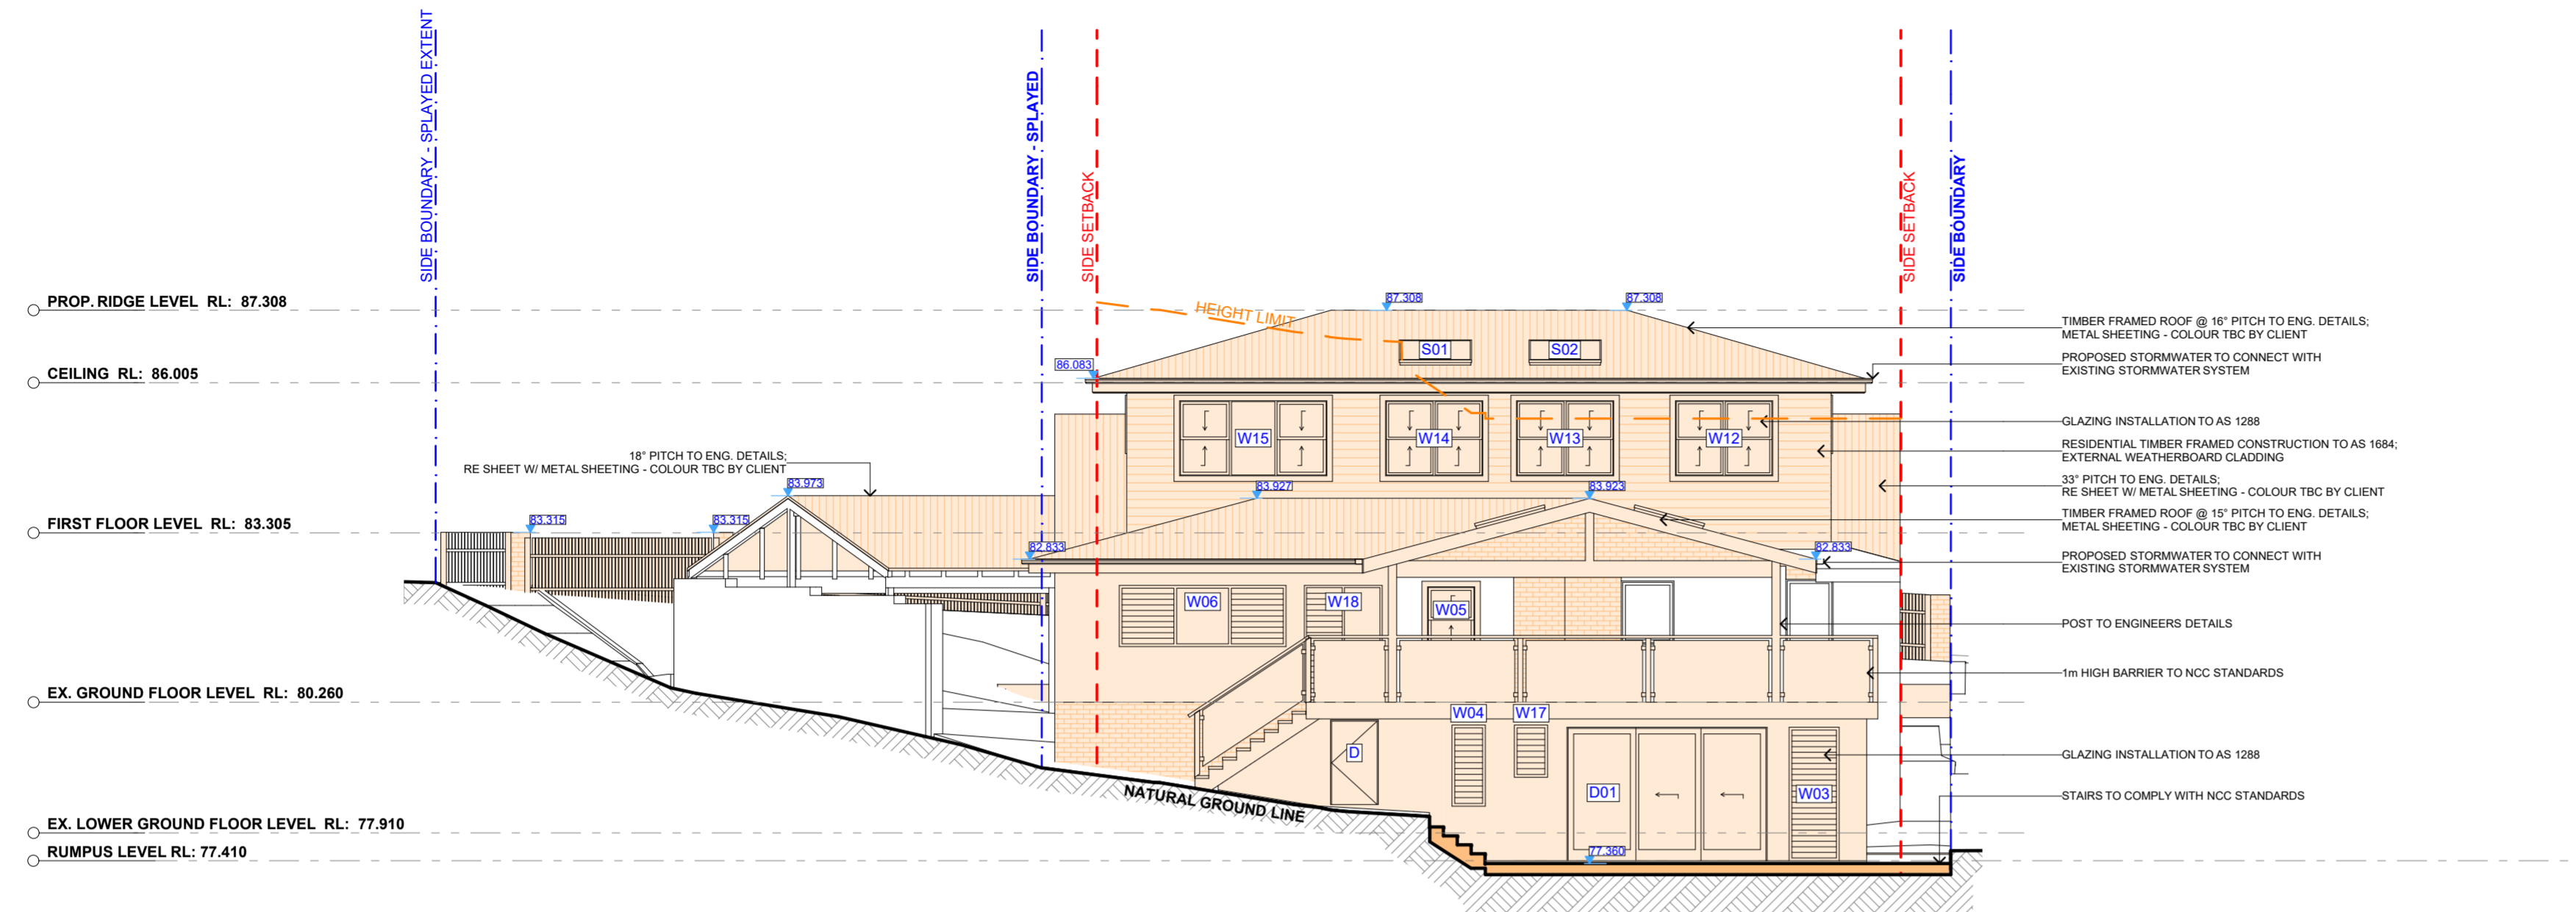 SIDE BOUNDARY - SPLAYED EXTENT
SIDE BOUNDARY - SPLAYED
SIDE SETBACK
SIDE SETBACK
SIDE BOUNDARY
PROP. RIDGE LEVEL RL: 87.308
CEILING RL: 86.005
FIRST FLOOR LEVEL RL: 83.305
EX. GROUND FLOOR LEVEL RL: 80.260
EX. LOWER GROUND FLOOR LEVEL RL: 77.910
RUMPUS LEVEL RL: 77.410
HEIGHT LIMIT
87.308
87.308
S01
S02
86.083
W15
W14
W13
W12
18° PITCH TO ENG. DETAILS;
RE SHEET W/ METAL SHEETING - COLOUR TBC BY CLIENT
83.973
83.927
83.923
83.315
83.315
82.833
82.833
W06
W18
W05
W04
W17
D
D01
W03
NATURAL GROUND LINE
77.360
TIMBER FRAMED ROOF @ 16° PITCH TO ENG. DETAILS;
METAL SHEETING - COLOUR TBC BY CLIENT
PROPOSED STORMWATER TO CONNECT WITH
EXISTING STORMWATER SYSTEM
GLAZING INSTALLATION TO AS 1288
RESIDENTIAL TIMBER FRAMED CONSTRUCTION TO AS 1684;
EXTERNAL WEATHERBOARD CLADDING
33° PITCH TO ENG. DETAILS;
RE SHEET W/ METAL SHEETING - COLOUR TBC BY CLIENT
TIMBER FRAMED ROOF @ 15° PITCH TO ENG. DETAILS;
METAL SHEETING - COLOUR TBC BY CLIENT
PROPOSED STORMWATER TO CONNECT WITH
EXISTING STORMWATER SYSTEM
POST TO ENGINEERS DETAILS
1m HIGH BARRIER TO NCC STANDARDS
GLAZING INSTALLATION TO AS 1288
STAIRS TO COMPLY WITH NCC STANDARDS